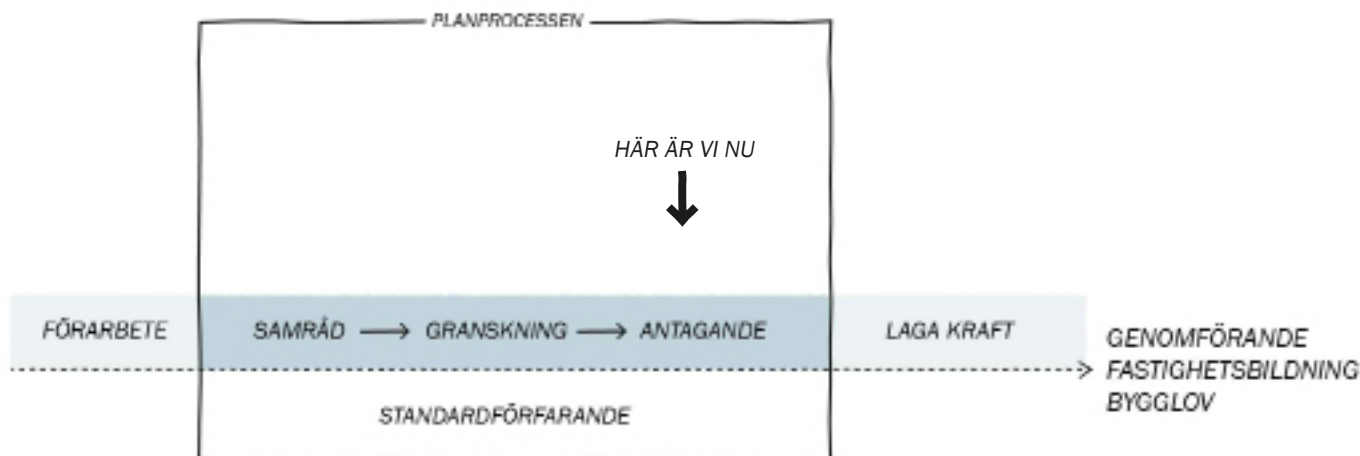 PLANPROCESSEN
HÄR ÄR VI NU
FÖRARBETE
SAMRÅD
GRANSKNING
ANTAGANDE
LAGA KRAFT
GENOMFÖRANDE
FASTIGHETSBILDNING
BYGGLOV
STANDARDFÖRFARANDE